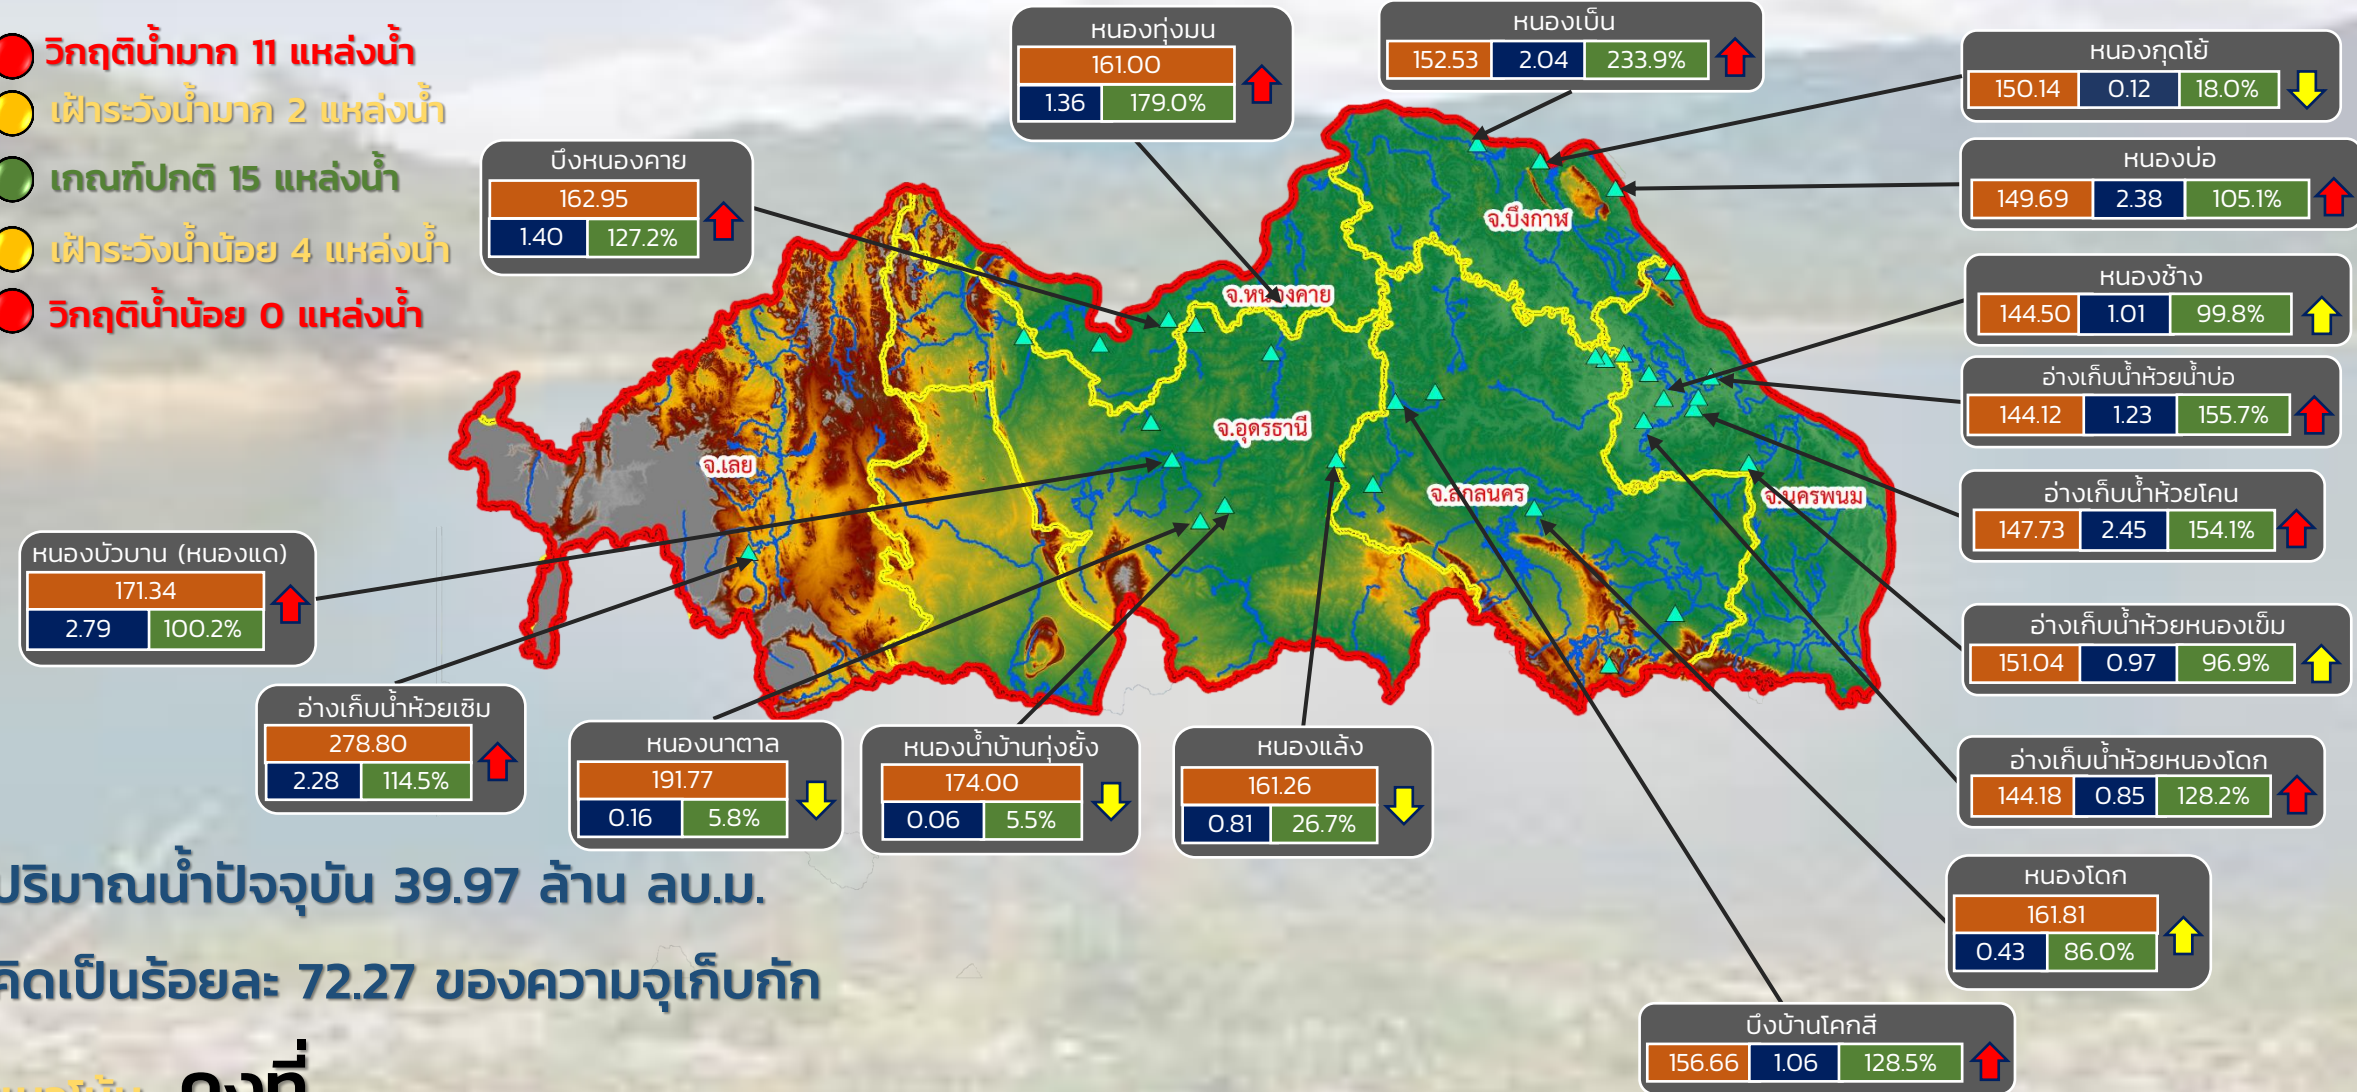 วิกฤติน้ำมาก 11 แหล่งน้ำ
เฝ้าระวังน้ำมาก 2 แหล่งน้ำ
เกณฑ์ปกติ 15 แหล่งน้ำ
เฝ้าระวังน้ำน้อย 4 แหล่งน้ำ
วิกฤติน้ำน้อย 0 แหล่งน้ำ
บึงหนองคาย
162.95
1.40 127.2%
หนองทุ่งมน
161.00
1.36 179.0%
หนองเบ็น
152.53 2.04 233.9%
หนองกุดโย้
150.14 0.12 18.0%
หนองบ่อ
149.69 2.38 105.1%
หนองช้าง
144.50 1.01 99.8%
อ่างเก็บน้ำห้วยน้ำบ่อ
144.12 1.23 155.7%
อ่างเก็บน้ำห้วยโคน
147.73 2.45 154.1%
อ่างเก็บน้ำห้วยหนองเข็ม
151.04 0.97 96.9%
อ่างเก็บน้ำห้วยหนองโดก
144.18 0.85 128.2%
หนองโดก
161.81
0.43 86.0%
บึงบ้านโคกสี
156.66 1.06 128.5%
จ.บึงกาฬ
จ.หนองคาย
จ.อุดรธานี
จ.เลย
จ.สกลนคร
จ.นครพนม
หนองบัวบาน (หนองแด)
171.34
2.79 100.2%
อ่างเก็บน้ำห้วยเซิม
278.80
2.28 114.5%
หนองนาตาล
191.77
0.16 5.8%
หนองน้ำบ้านทุ่งยั้ง
174.00
0.06 5.5%
หนองแล้ง
161.26
0.81 26.7%
ปริมาณน้ำปัจจุบัน 39.97 ล้าน ลบ.ม.
คิดเป็นร้อยละ 72.27 ของความจุเก็บกัก
คงที่